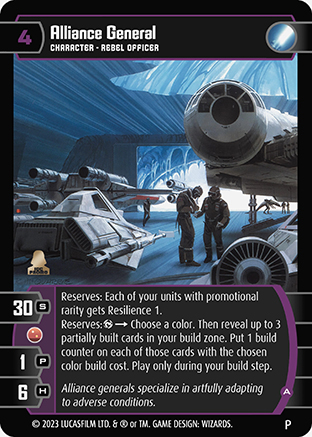 4
Alliance General
CHARACTER • REBEL OFFICER
30 S
1 P
6 H
Reserves: Each of your units with promotional
rarity gets Resilience 1.
Reserves: → Choose a color. Then reveal up to 3
partially built cards in your build zone. Put 1 build
counter on each of those cards with the chosen
color build cost. Play only during your build step.
Alliance generals specialize in artfully adapting
to adverse conditions.
A
© 2023 LUCASFILM LTD. & ® or TM. GAME DESIGN: WIZARDS.
P